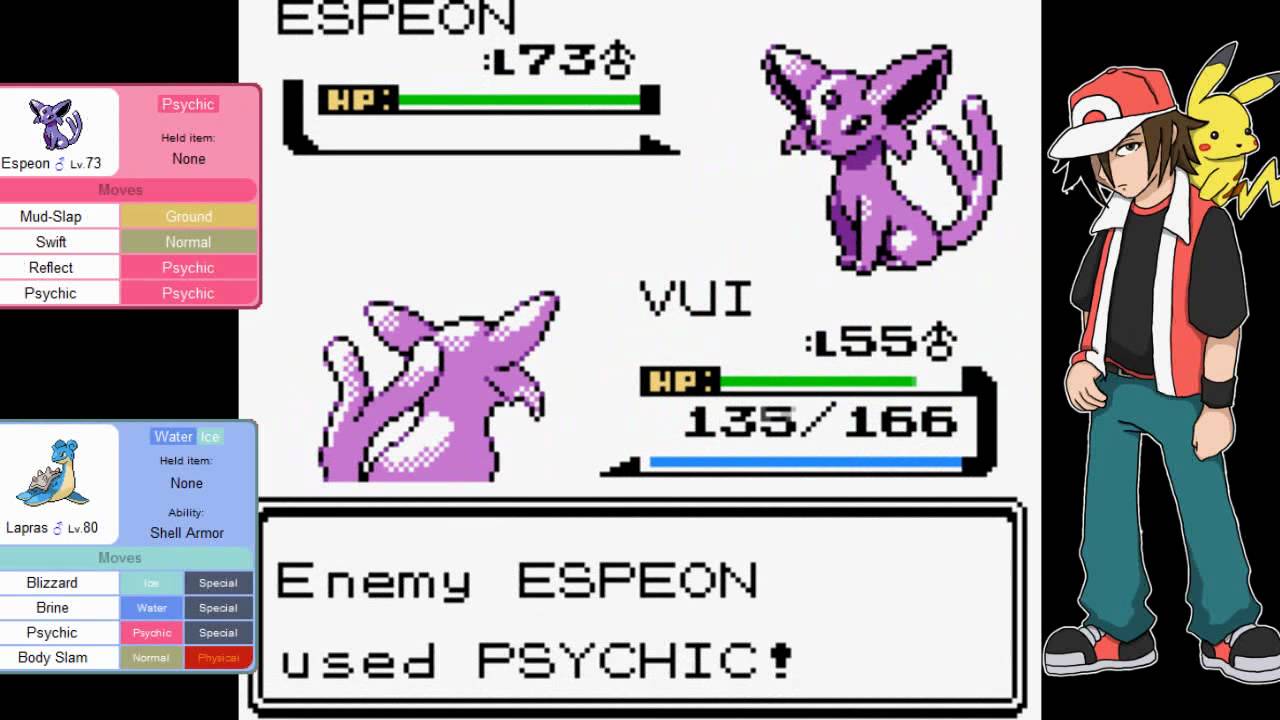 ESPEON
:L73♂
HP:
VUI
:L55♂
HP:
135/166
Enemy ESPEON
used PSYCHIC!
Psychic
Held item:
None
Espeon ♂ Lv.73
Moves
Mud-Slap Ground
Swift Normal
Reflect Psychic
Psychic Psychic
Water Ice
Held item:
None
Ability:
Shell Armor
Lapras ♂ Lv.80
Moves
Blizzard Ice Special
Brine Water Special
Psychic Psychic Special
Body Slam Normal Physical